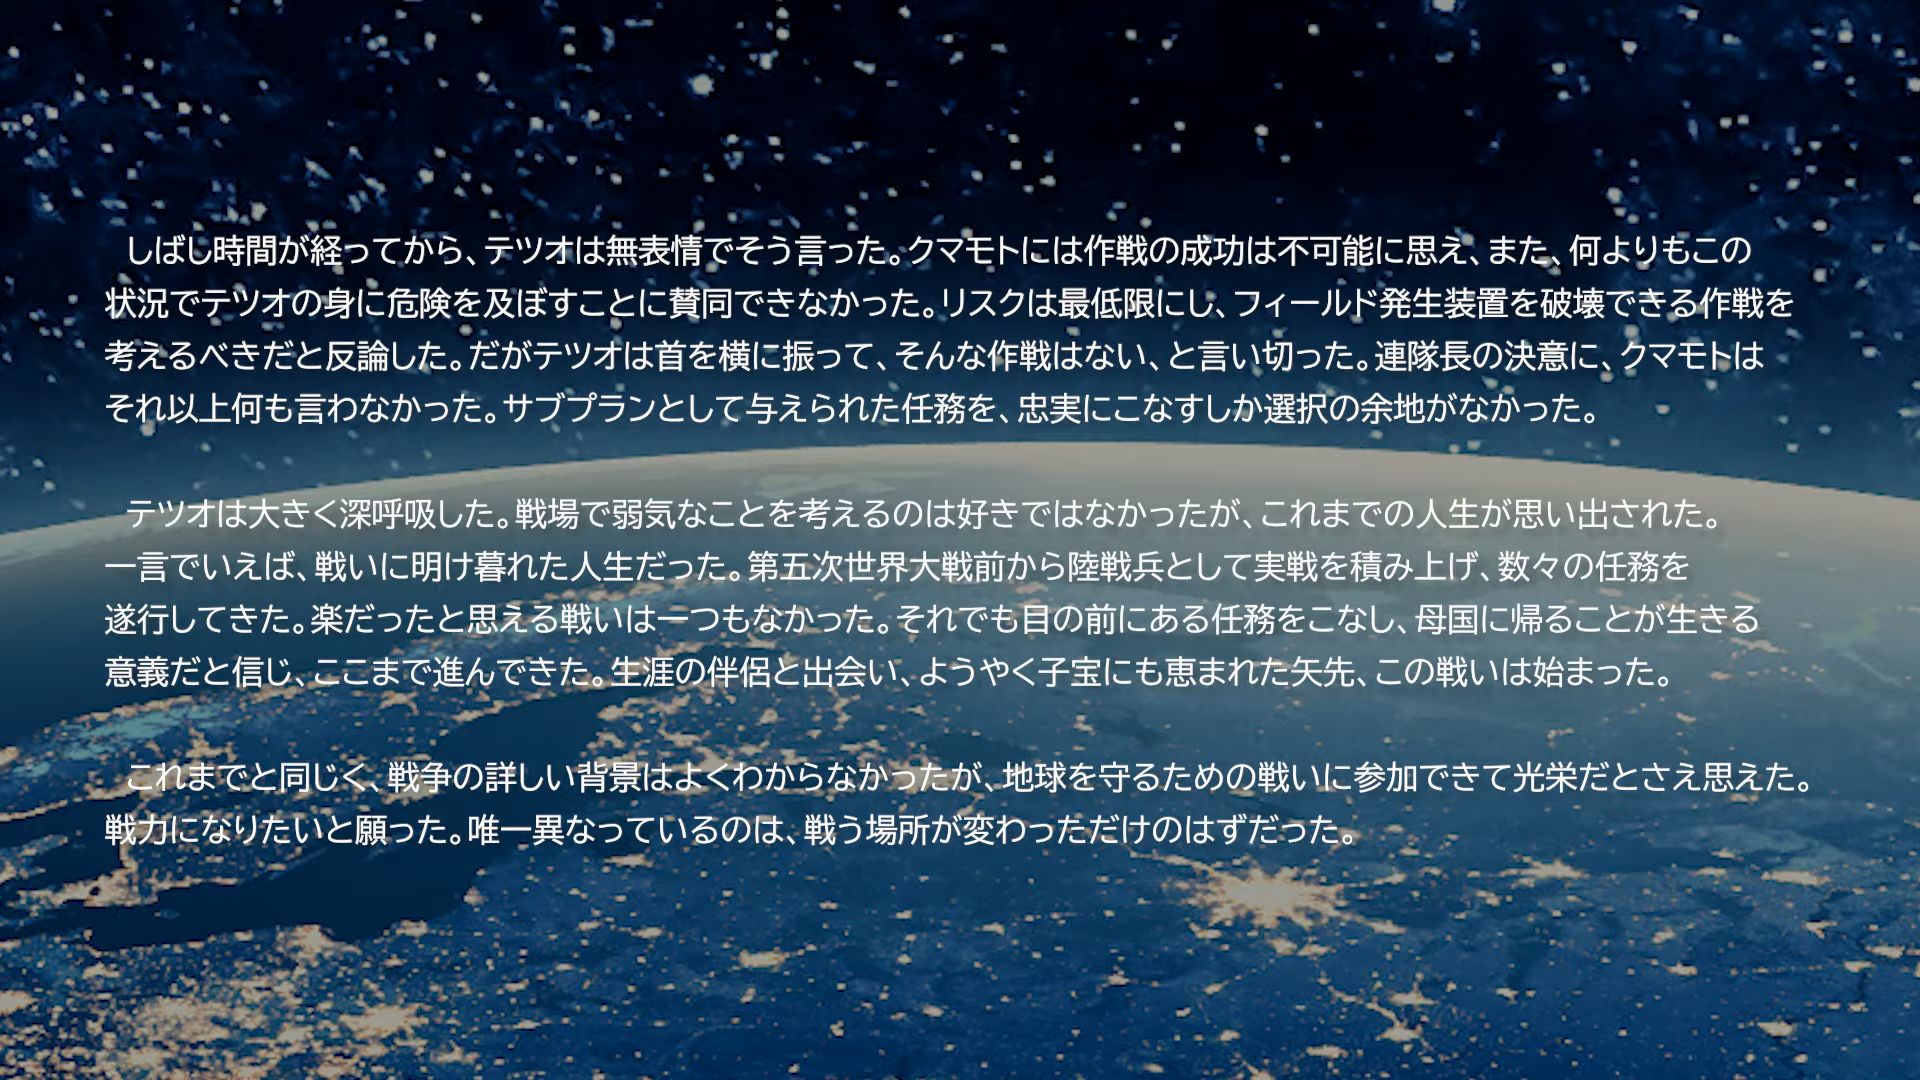 しばし時間が経ってから、テツオは無表情でそう言った。クマモトには作戦の成功は不可能に思え、また、何よりもこの
状況でテツオの身に危険を及ぼすことに賛同できなかった。リスクは最低限にし、フィールド発生装置を破壊できる作戦を
考えるべきだと反論した。だがテツオは首を横に振って、そんな作戦はない、と言い切った。連隊長の決意に、クマモトは
それ以上何も言わなかった。サブプランとして与えられた任務を、忠実にこなすしか選択の余地がなかった。
テツオは大きく深呼吸した。戦場で弱気なことを考えるのは好きではなかったが、これまでの人生が思い出された。
一言でいえば、戦いに明け暮れた人生だった。第五次世界大戦前から陸戦兵として実戦を積み上げ、数々の任務を
遂行してきた。楽だったと思える戦いは一つもなかった。それでも目の前にある任務をこなし、母国に帰ることが生きる
意義だと信じ、ここまで進んできた。生涯の伴侶と出会い、ようやく子宝にも恵まれた矢先、この戦いは始まった。
これまでと同じく、戦争の詳しい背景はよくわからなかったが、地球を守るための戦いに参加できて光栄だとさえ思えた。
戦力になりたいと願った。唯一異なっているのは、戦う場所が変わっただけのはずだった。